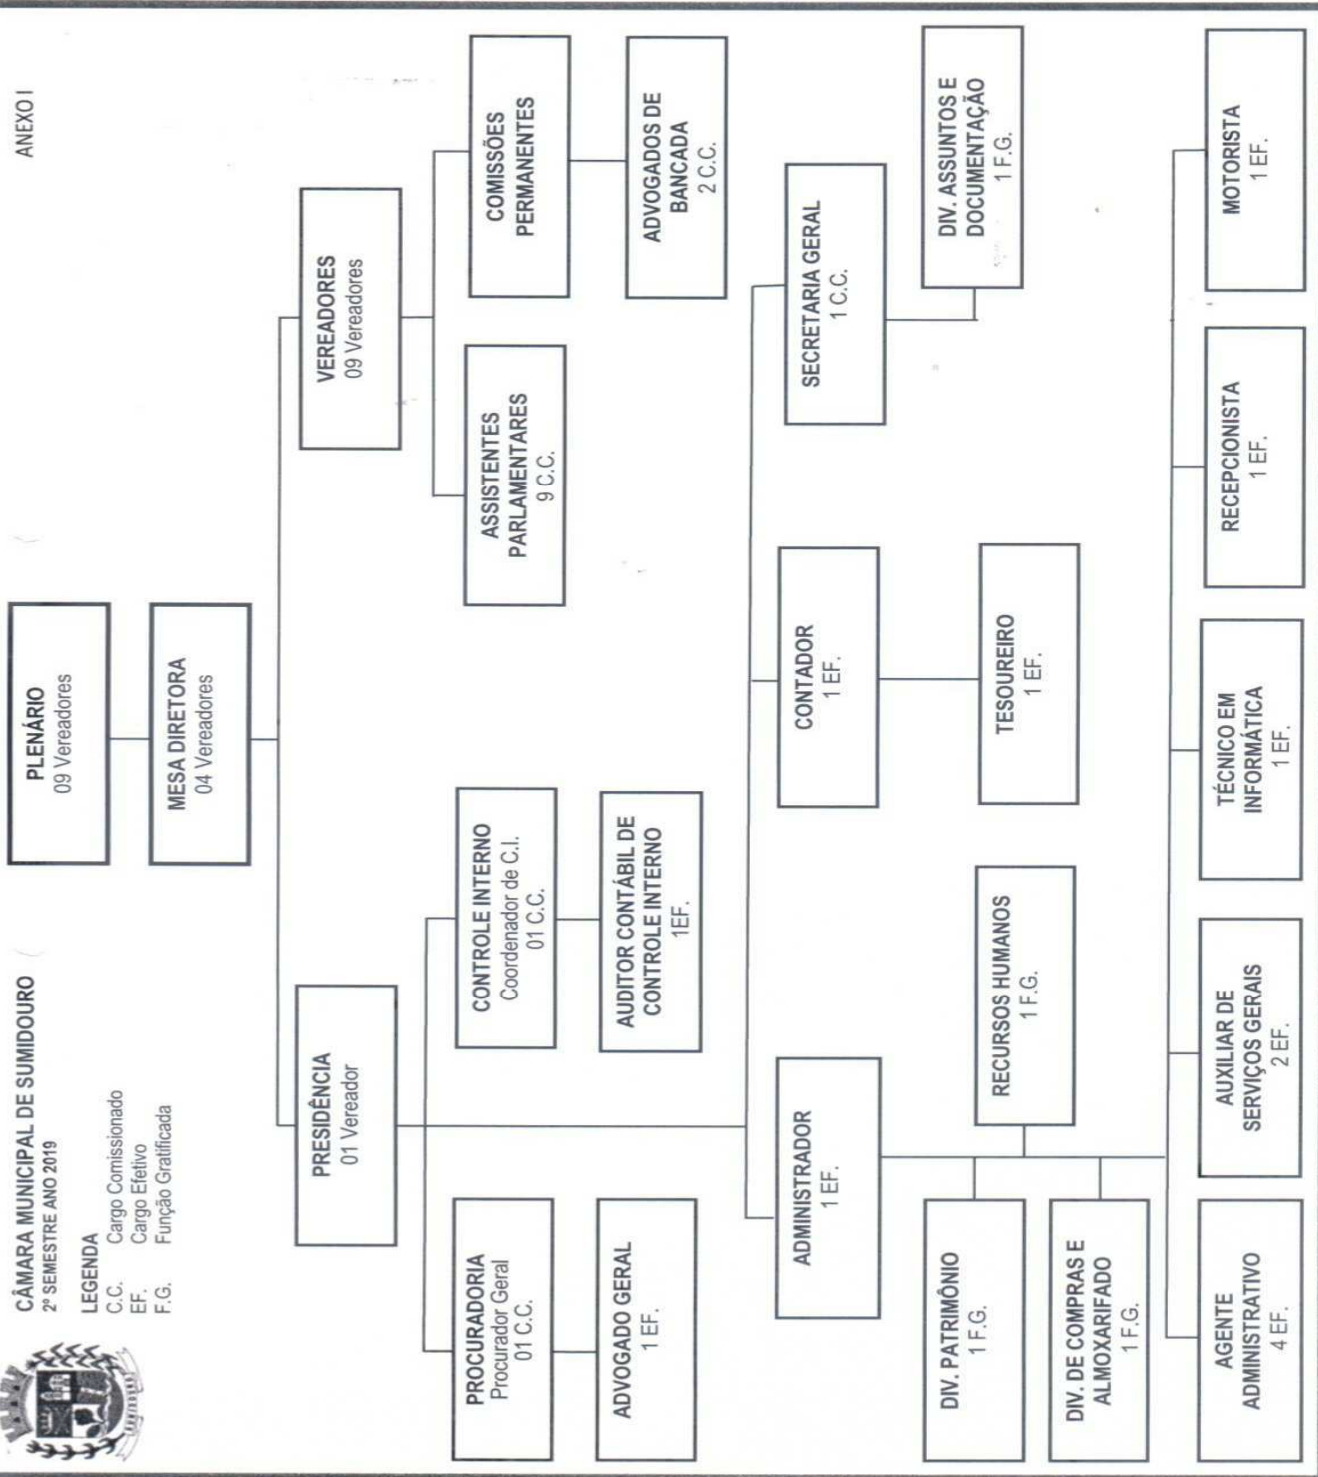 CÂMARA MUNICIPAL DE SUMIDOURO
2º SEMESTRE ANO 2019
LEGENDA
C.C. Cargo Comissionado
EF. Cargo Efetivo
F.G. Função Gratificada
ANEXO I
PLENÁRIO
09 Vereadores
MESA DIRETORA
04 Vereadores
PRESIDÊNCIA
01 Vereador
VEREADORES
09 Vereadores
PROCURADORIA
Procurador Geral
01 C.C.
CONTROLE INTERNO
Coordenador de C.I.
01 C.C.
ASSISTENTES
PARLAMENTARES
9 C.C.
COMISSÕES
PERMANENTES
ADVOGADO GERAL
1 EF.
AUDITOR CONTÁBIL DE
CONTROLE INTERNO
1EF.
ADVOGADOS DE
BANCADA
2 C.C.
ADMINISTRADOR
1 EF.
CONTADOR
1 EF.
SECRETARIA GERAL
1 C.C.
DIV. PATRIMÔNIO
1 F.G.
RECURSOS HUMANOS
1 F.G.
TESOUREIRO
1 EF.
DIV. ASSUNTOS E
DOCUMENTAÇÃO
1 F.G.
DIV. DE COMPRAS E
ALMOXARIFADO
1 F.G.
AGENTE
ADMINISTRATIVO
4 EF.
AUXILIAR DE
SERVIÇOS GERAIS
2 EF.
TÉCNICO EM
INFORMÁTICA
1 EF.
RECEPCIONISTA
1 EF.
MOTORISTA
1 EF.